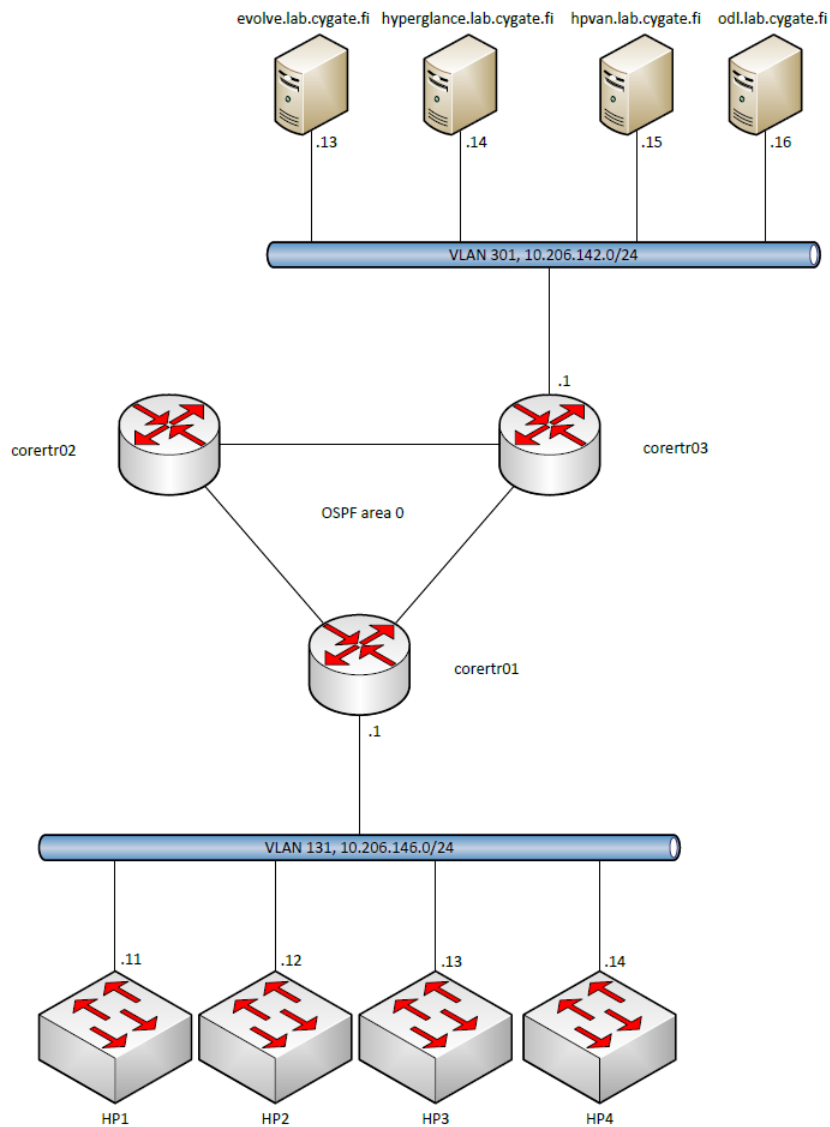 evolve.lab.cygate.fi
hyperglance.lab.cygate.fi
hpvan.lab.cygate.fi
odl.lab.cygate.fi
.13
.14
.15
.16
VLAN 301, 10.206.142.0/24
.1
corertr02
corertr03
OSPF area 0
corertr01
.1
VLAN 131, 10.206.146.0/24
.11
.12
.13
.14
HP1
HP2
HP3
HP4